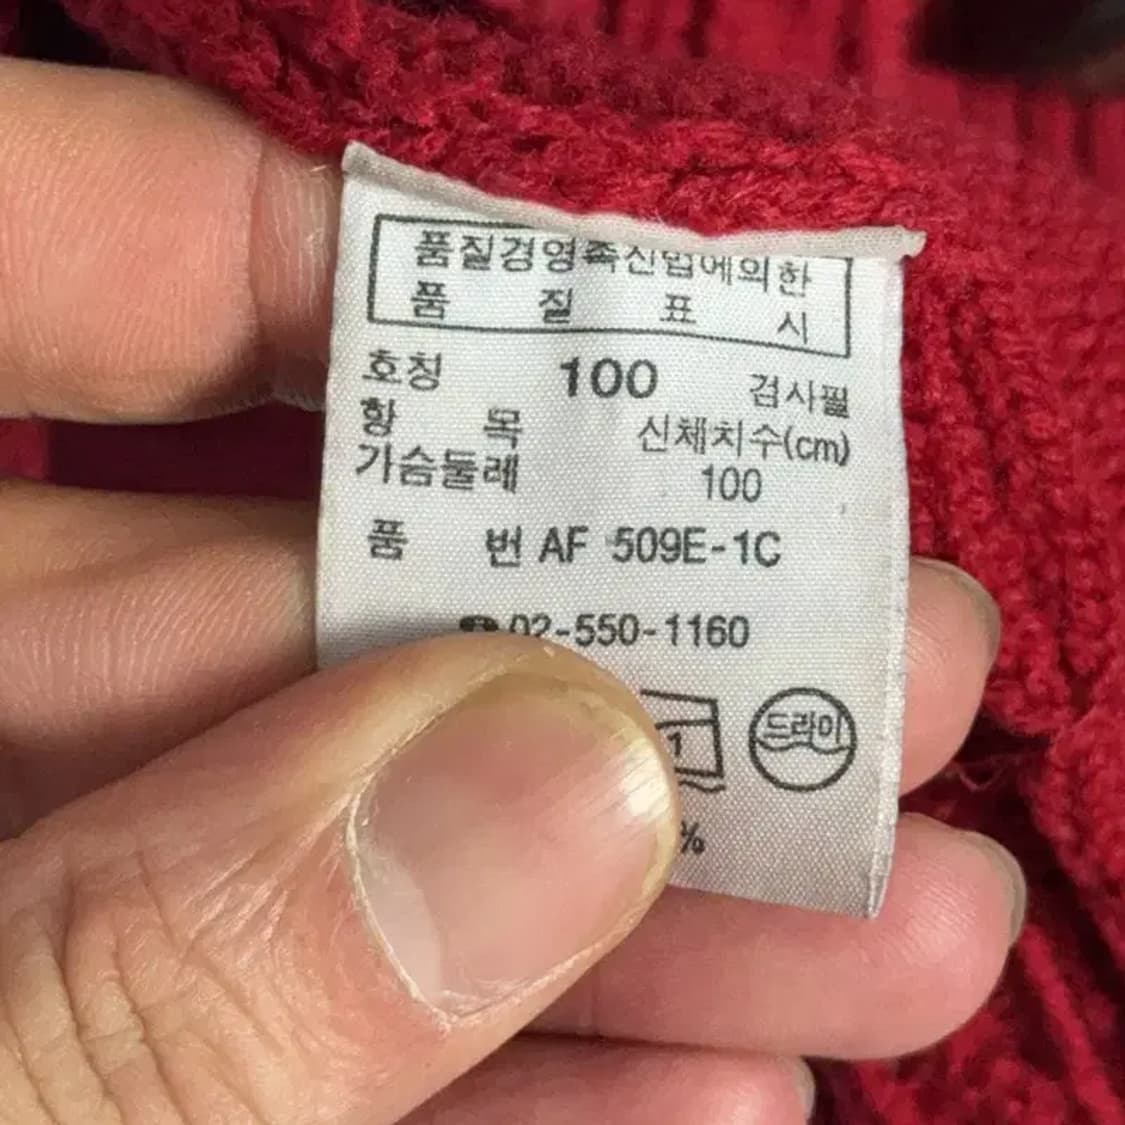 품질경영촉진법에의한
품 질 표 시
호칭 100 검사필
항 목 신체치수(cm)
가슴둘레 100
품 번 AF 509E-1C
☎02-550-1160
1 드라이
%